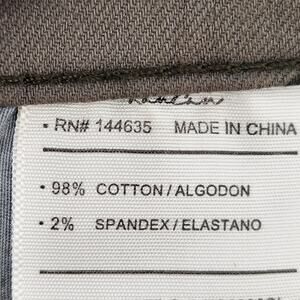 • RN# 144635 MADE IN CHINA
• 98% COTTON/ALGODON
• 2% SPANDEX/ELASTANO